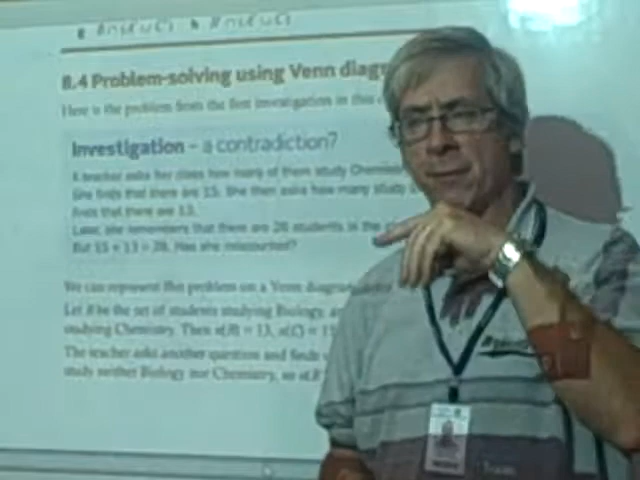 8.4 Problem-solving using Venn diag
Here is the problem from the first investigation in this
Investigation – a contradiction?
A teacher asks her class how many of them study Chemis
She finds that there are 15. She then asks how many study
finds that there are 13.
Later, she remembers that there are 26 students in the c
But 15 + 13 = 28. Has she miscounted?
We can represent this problem on a Venn diagram
Let B be the set of students studying Biology, a
studying Chemistry. Then n(B) = 13, n(C) = 15
The teacher asks another question and finds
study neither Biology nor Chemistry, so n(B